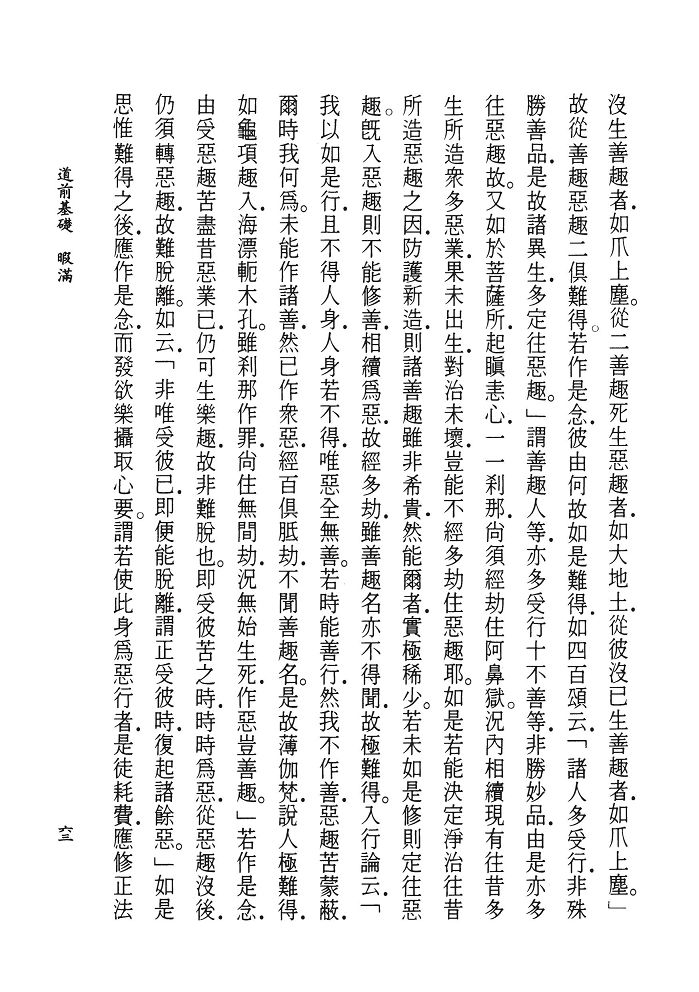 沒生善趣者．如爪上塵。從二善趣死生惡趣者．如大地土．從彼沒已生善趣者．如爪上塵。」
故從善趣惡趣二俱難得。若作是念．彼由何故如是難得．如四百頌云．「諸人多受行．非殊
勝善品．是故諸異生．多定往惡趣。」謂善趣人等．亦多受行十不善等．非勝妙品．由是亦多
往惡趣故。又如於菩薩所．起瞋恚心．一一剎那．尚須經劫住阿鼻獄。況內相續現有往昔多
生所造眾多惡業．果未出生．對治未壞．豈能不經多劫住惡趣耶。如是若能決定淨治往昔
所造惡趣之因．防護新造．則諸善趣雖非希貴．然能爾者．實極稀少。若未如是修則定往惡
趣。既入惡趣則不能修善．相續為惡．故經多劫．雖善趣名亦不得聞．故極難得。入行論云．「
我以如是行．且不得人身．人身若不得．唯惡全無善。若時能善行．然我不作善．惡趣苦蒙蔽．
爾時我何為。未能作諸善．然已作眾惡．經百俱胝劫．不聞善趣名。是故薄伽梵．說人極難得．
如龜項趣入．海漂軛木孔。雖剎那作罪．尚住無間劫．況無始生死．作惡豈善趣。」若作是念．
由受惡趣苦盡昔惡業已．仍可生樂趣．故非難脫也。即受彼苦之時．時時為惡．從惡趣沒後．
仍須轉惡趣．故難脫離。如云．「非唯受彼已．即便能脫離．謂正受彼時．復起諸餘惡。」如是
思惟難得之後．應作是念．而發欲樂攝取心要。謂若使此身為惡行者．是徒耗費．應修正法
道前基礎　暇滿
六三